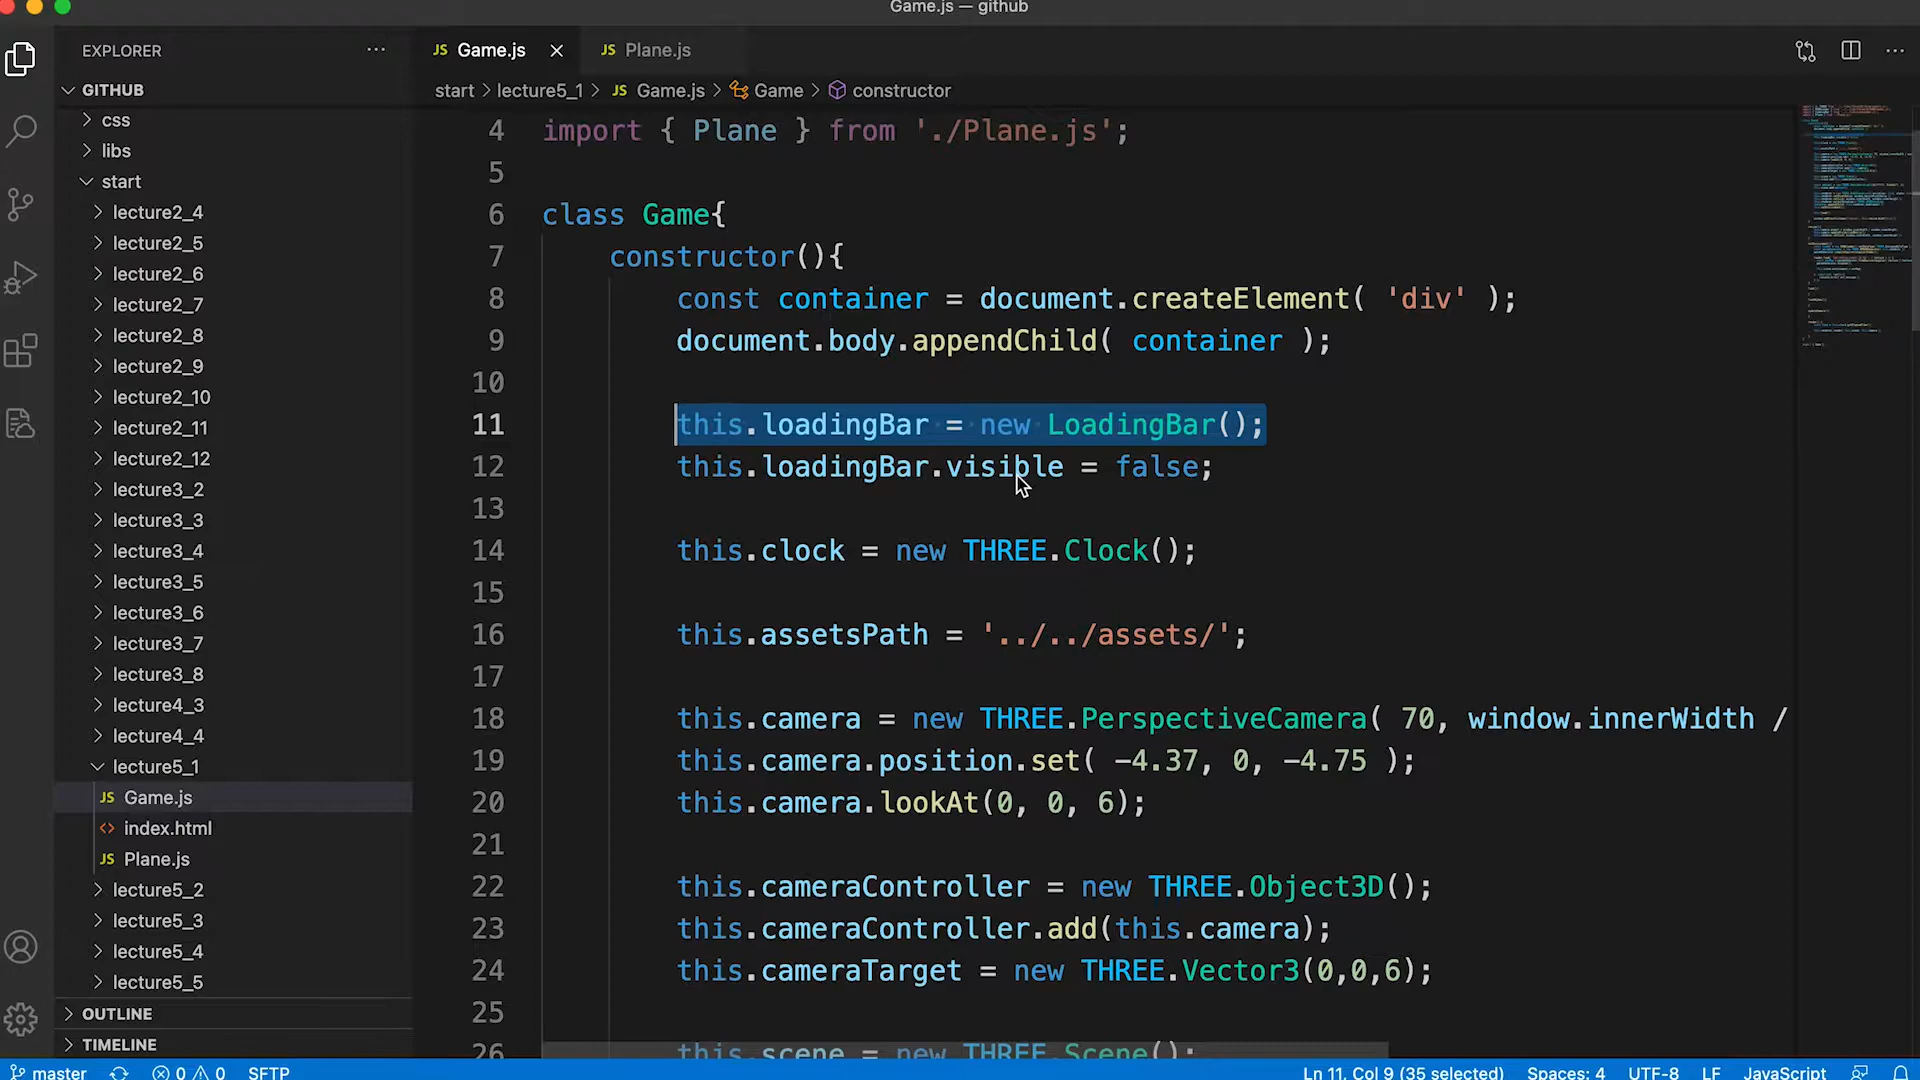 Game.js — github
EXPLORER
GITHUB
css
libs
start
lecture2_4
lecture2_5
lecture2_6
lecture2_7
lecture2_8
lecture2_9
lecture2_10
lecture2_11
lecture2_12
lecture3_2
lecture3_3
lecture3_4
lecture3_5
lecture3_6
lecture3_7
lecture3_8
lecture4_3
lecture4_4
lecture5_1
JS Game.js
<> index.html
JS Plane.js
lecture5_2
lecture5_3
lecture5_4
lecture5_5
OUTLINE
TIMELINE
JS Game.js JS Plane.js
start > lecture5_1 > JS Game.js > Game > constructor
4 import { Plane } from './Plane.js';
5
6 class Game{
7 constructor(){
8 const container = document.createElement( 'div' );
9 document.body.appendChild( container );
10
11 this.loadingBar = new LoadingBar();
12 this.loadingBar.visible = false;
13
14 this.clock = new THREE.Clock();
15
16 this.assetsPath = '../../assets/';
17
18 this.camera = new THREE.PerspectiveCamera( 70, window.innerWidth /
19 this.camera.position.set( -4.37, 0, -4.75 );
20 this.camera.lookAt(0, 0, 6);
21
22 this.cameraController = new THREE.Object3D();
23 this.cameraController.add(this.camera);
24 this.cameraTarget = new THREE.Vector3(0,0,6);
25
26 this.scene = new THREE.Scene();
master 0 0 SFTP Ln 11, Col 9 (35 selected) Spaces: 4 UTF-8 LF JavaScript